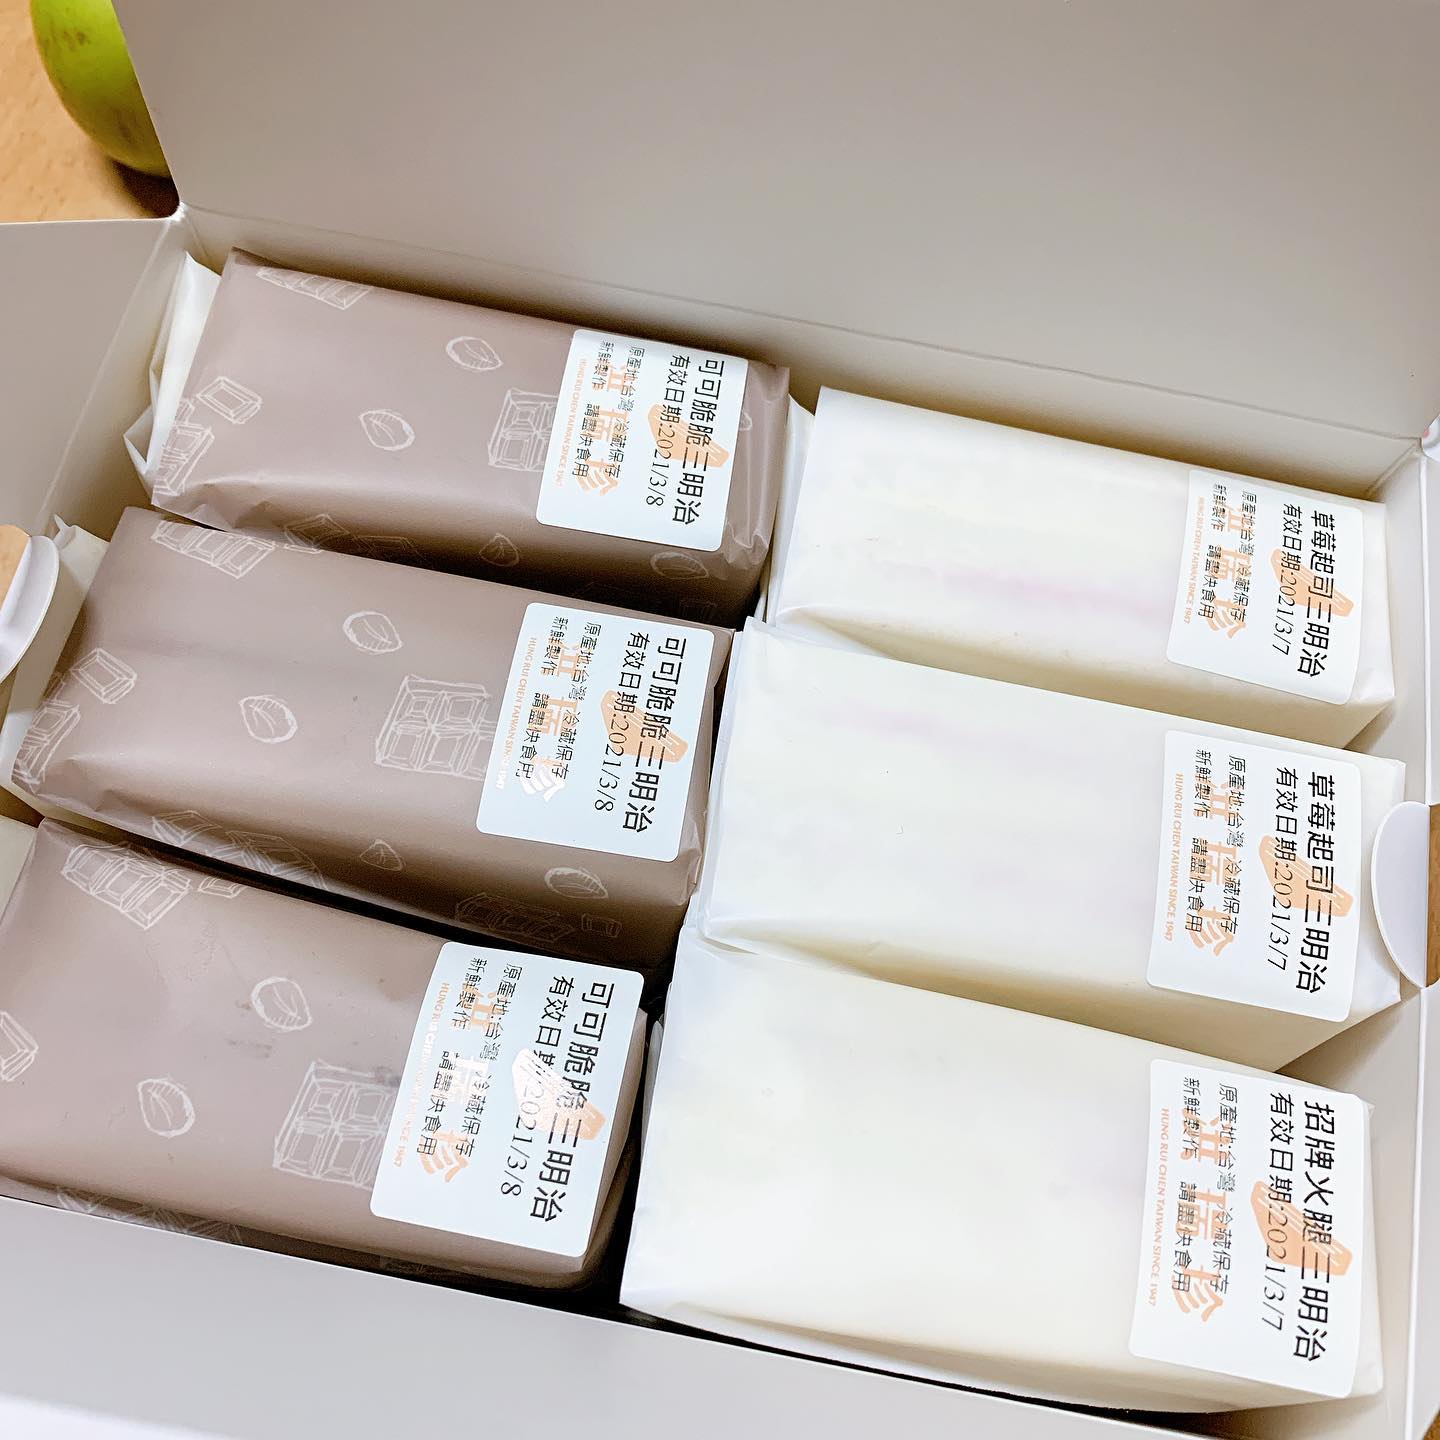 可可脆脆三明治
有效日期:2021/3/8
原產地:台灣 冷藏保存
新鮮製作 請盡快食用
洪瑞珍
HUNG RUI CHEN TAIWAN SINCE 1947
可可脆脆三明治
有效日期:2021/3/8
原產地:台灣 冷藏保存
新鮮製作 請盡快食用
洪瑞珍
HUNG RUI CHEN TAIWAN SINCE 1947
可可脆脆三明治
有效日期:2021/3/8
原產地:台灣 冷藏保存
新鮮製作 請盡快食用
洪瑞珍
HUNG RUI CHEN TAIWAN SINCE 1947
草莓起司三明治
有效日期:2021/3/7
原產地:台灣 冷藏保存
新鮮製作 請盡快食用
洪瑞珍
HUNG RUI CHEN TAIWAN SINCE 1947
草莓起司三明治
有效日期:2021/3/7
原產地:台灣 冷藏保存
新鮮製作 請盡快食用
洪瑞珍
HUNG RUI CHEN TAIWAN SINCE 1947
招牌火腿三明治
有效日期:2021/3/7
原產地:台灣 冷藏保存
新鮮製作 請盡快食用
洪瑞珍
HUNG RUI CHEN TAIWAN SINCE 1947